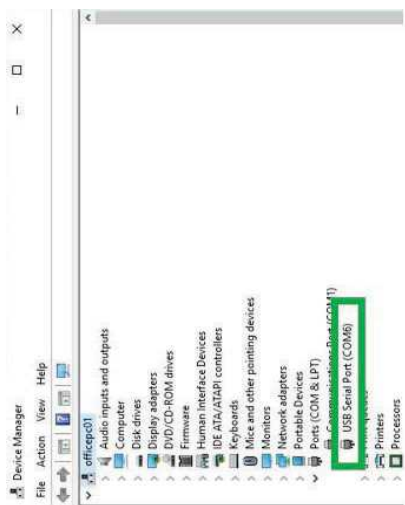 Device Manager
File Action View Help
officepc01
Audio inputs and outputs
Computer
Disk drives
Display adapters
DVD/CD-ROM drives
Firmware
Human Interface Devices
IDE ATA/ATAPI controllers
Keyboards
Mice and other pointing devices
Monitors
Network adapters
Portable Devices
Ports (COM & LPT)
Communications Port (COM1)
USB Serial Port (COM6)
Printers
Processors